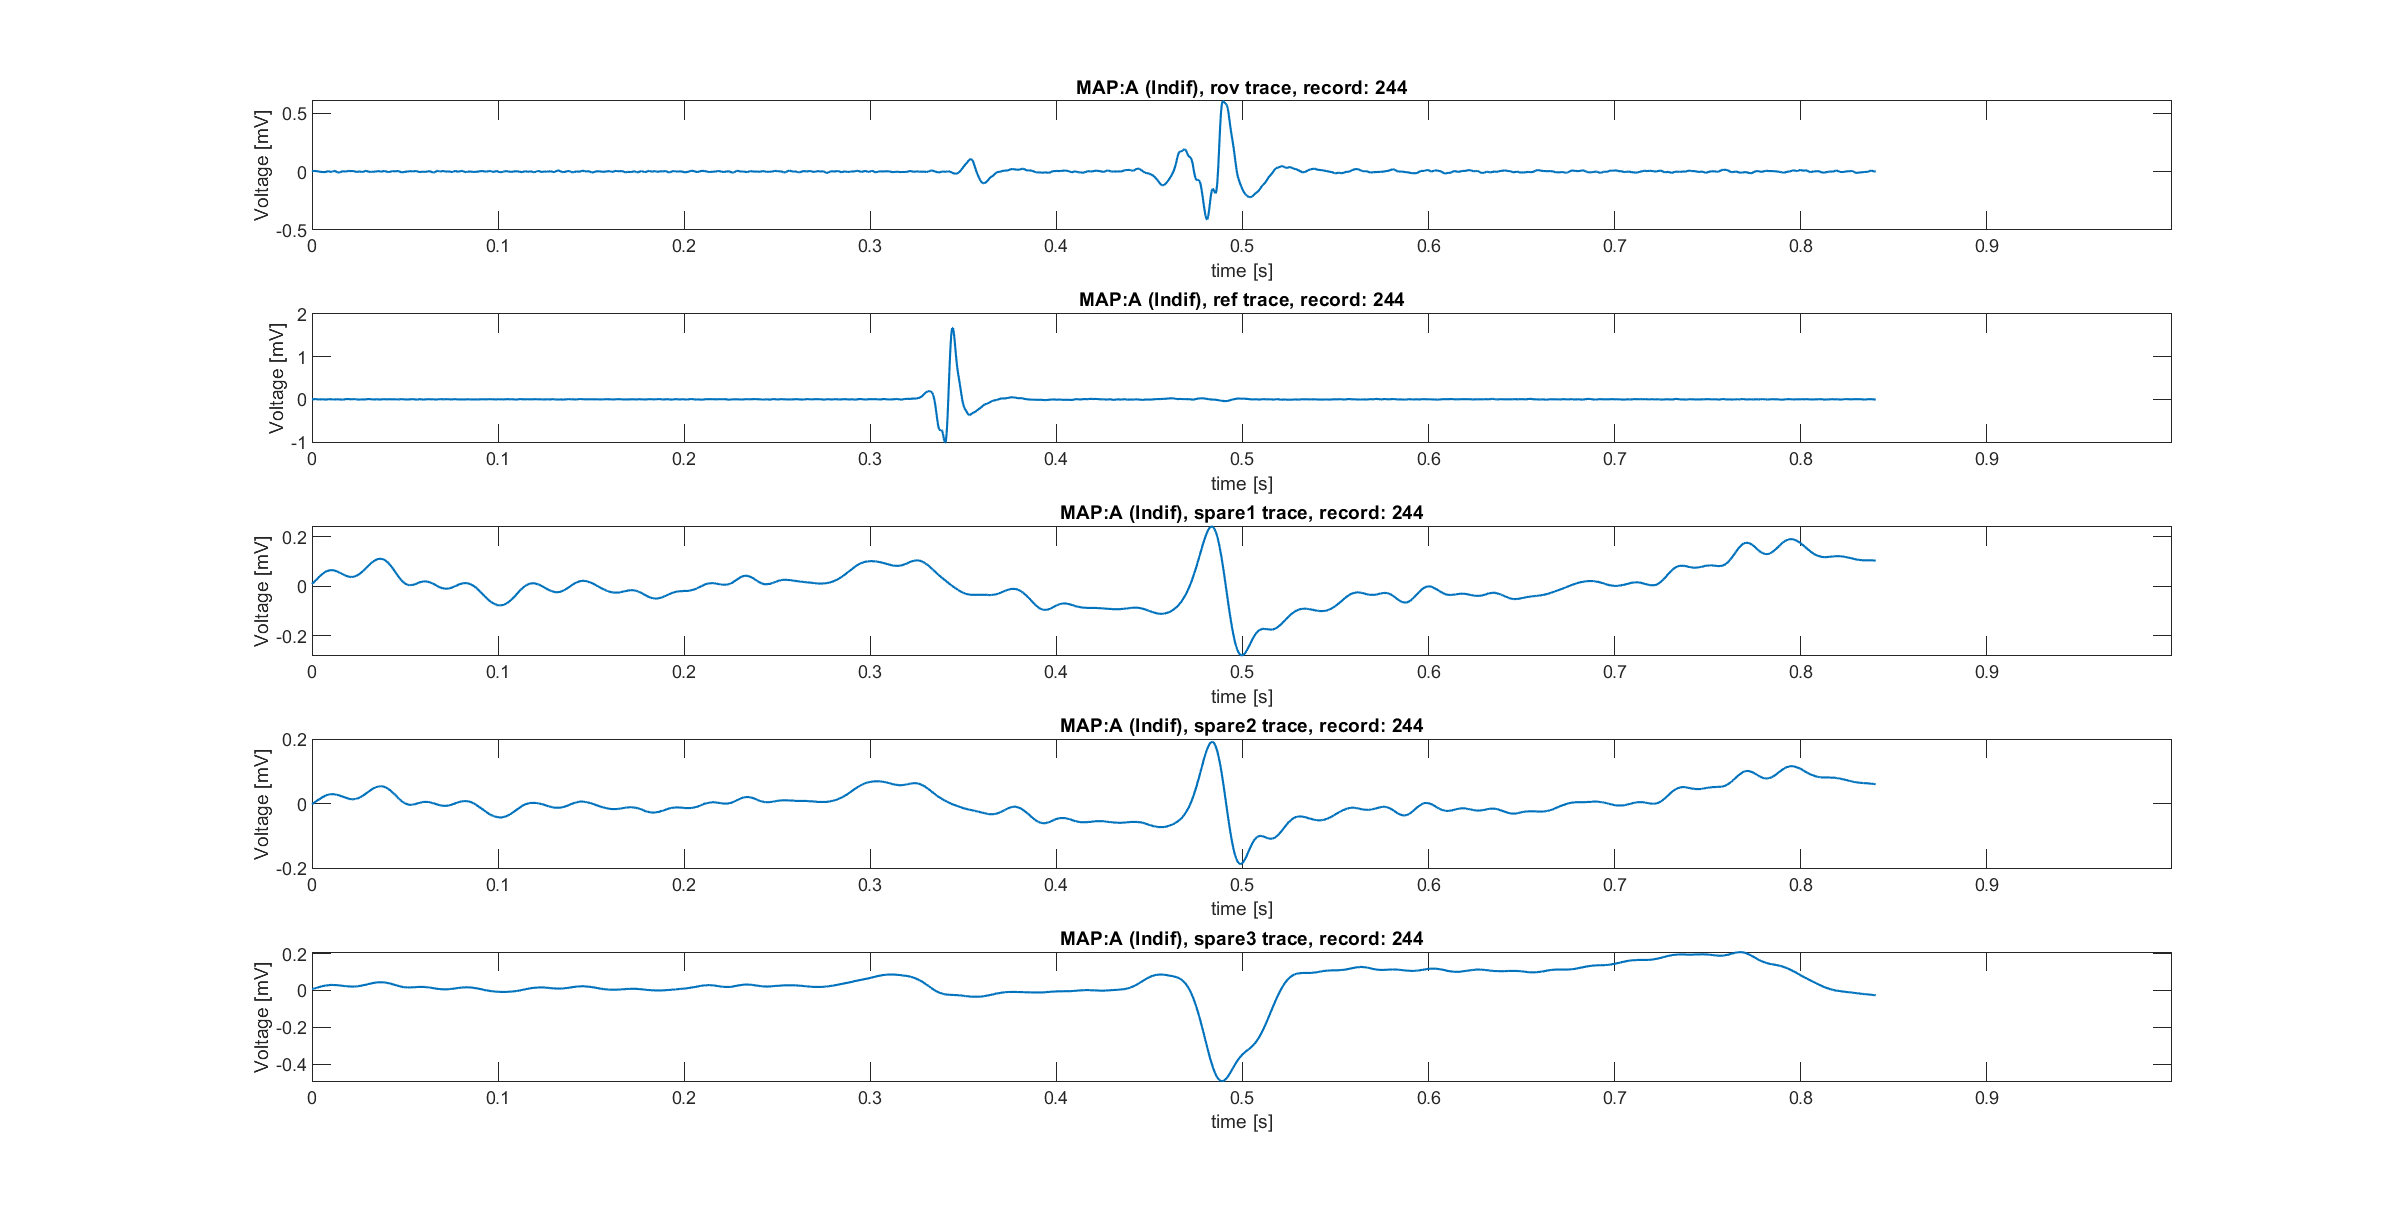 MAP:A (Indif), rov trace, record: 244
Voltage [mV]
0.5
0
-0.5
0 0.1 0.2 0.3 0.4 0.5 0.6 0.7 0.8 0.9
time [s]
MAP:A (Indif), ref trace, record: 244
Voltage [mV]
2
1
0
-1
0 0.1 0.2 0.3 0.4 0.5 0.6 0.7 0.8 0.9
time [s]
MAP:A (Indif), spare1 trace, record: 244
Voltage [mV]
0.2
0
-0.2
0 0.1 0.2 0.3 0.4 0.5 0.6 0.7 0.8 0.9
time [s]
MAP:A (Indif), spare2 trace, record: 244
Voltage [mV]
0.2
0
-0.2
0 0.1 0.2 0.3 0.4 0.5 0.6 0.7 0.8 0.9
time [s]
MAP:A (Indif), spare3 trace, record: 244
Voltage [mV]
0.2
0
-0.2
-0.4
0 0.1 0.2 0.3 0.4 0.5 0.6 0.7 0.8 0.9
time [s]